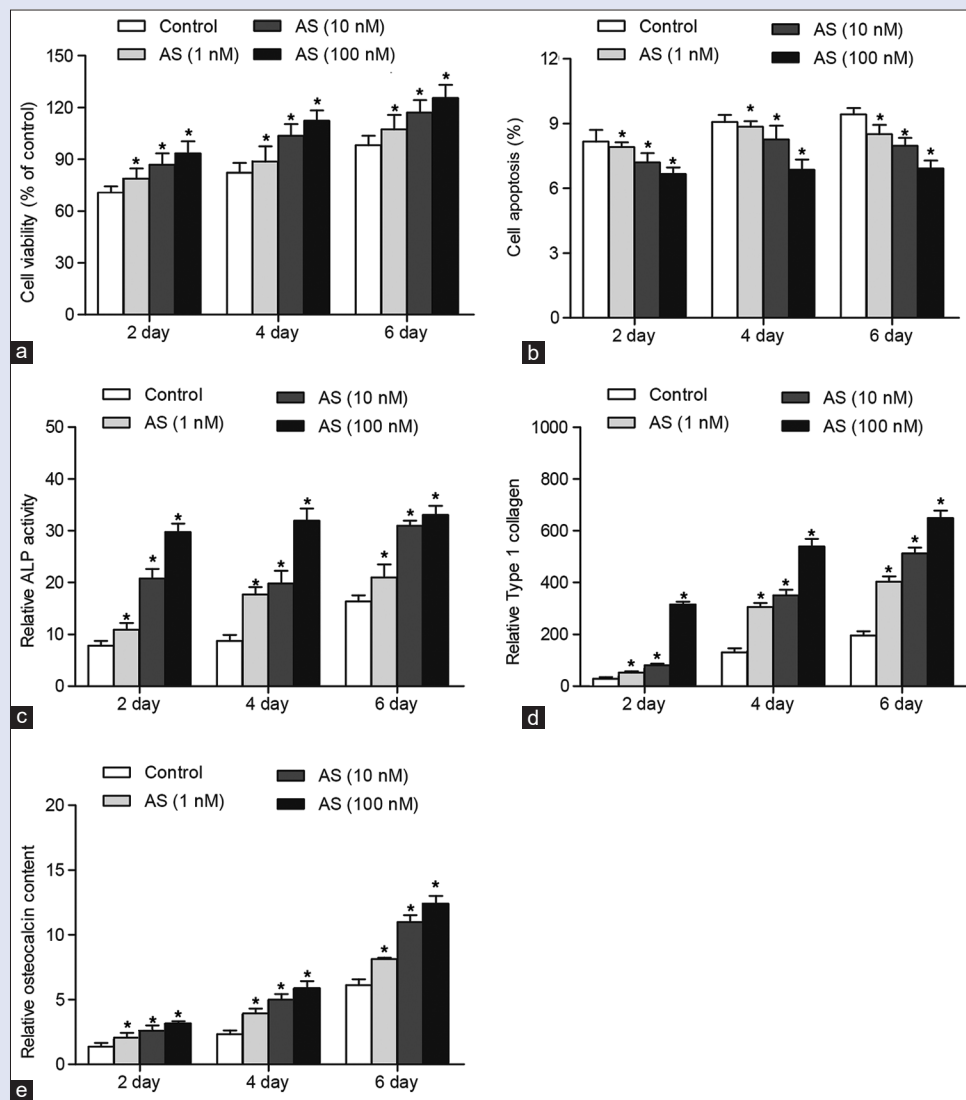 Control
AS (1 nM)
AS (10 nM)
AS (100 nM)
Cell viability (% of control)
150
120
90
60
30
0
* * * * * * * * *
2 day 4 day 6 day
a
Control
AS (1 nM)
AS (10 nM)
AS (100 nM)
Cell apoptosis (%)
12
9
6
3
0
* * * * * * * * *
2 day 4 day 6 day
b
Control
AS (1 nM)
AS (10 nM)
AS (100 nM)
Relative ALP activity
50
40
30
20
10
0
* * * * * * * * *
2 day 4 day 6 day
c
Control
AS (1 nM)
AS (10 nM)
AS (100 nM)
Relative Type 1 collagen
1000
800
600
400
200
0
* * * * * * * * *
2 day 4 day 6 day
d
Control
AS (1 nM)
AS (10 nM)
AS (100 nM)
Relative osteocalcin content
20
15
10
5
0
* * * * * * * * *
2 day 4 day 6 day
e